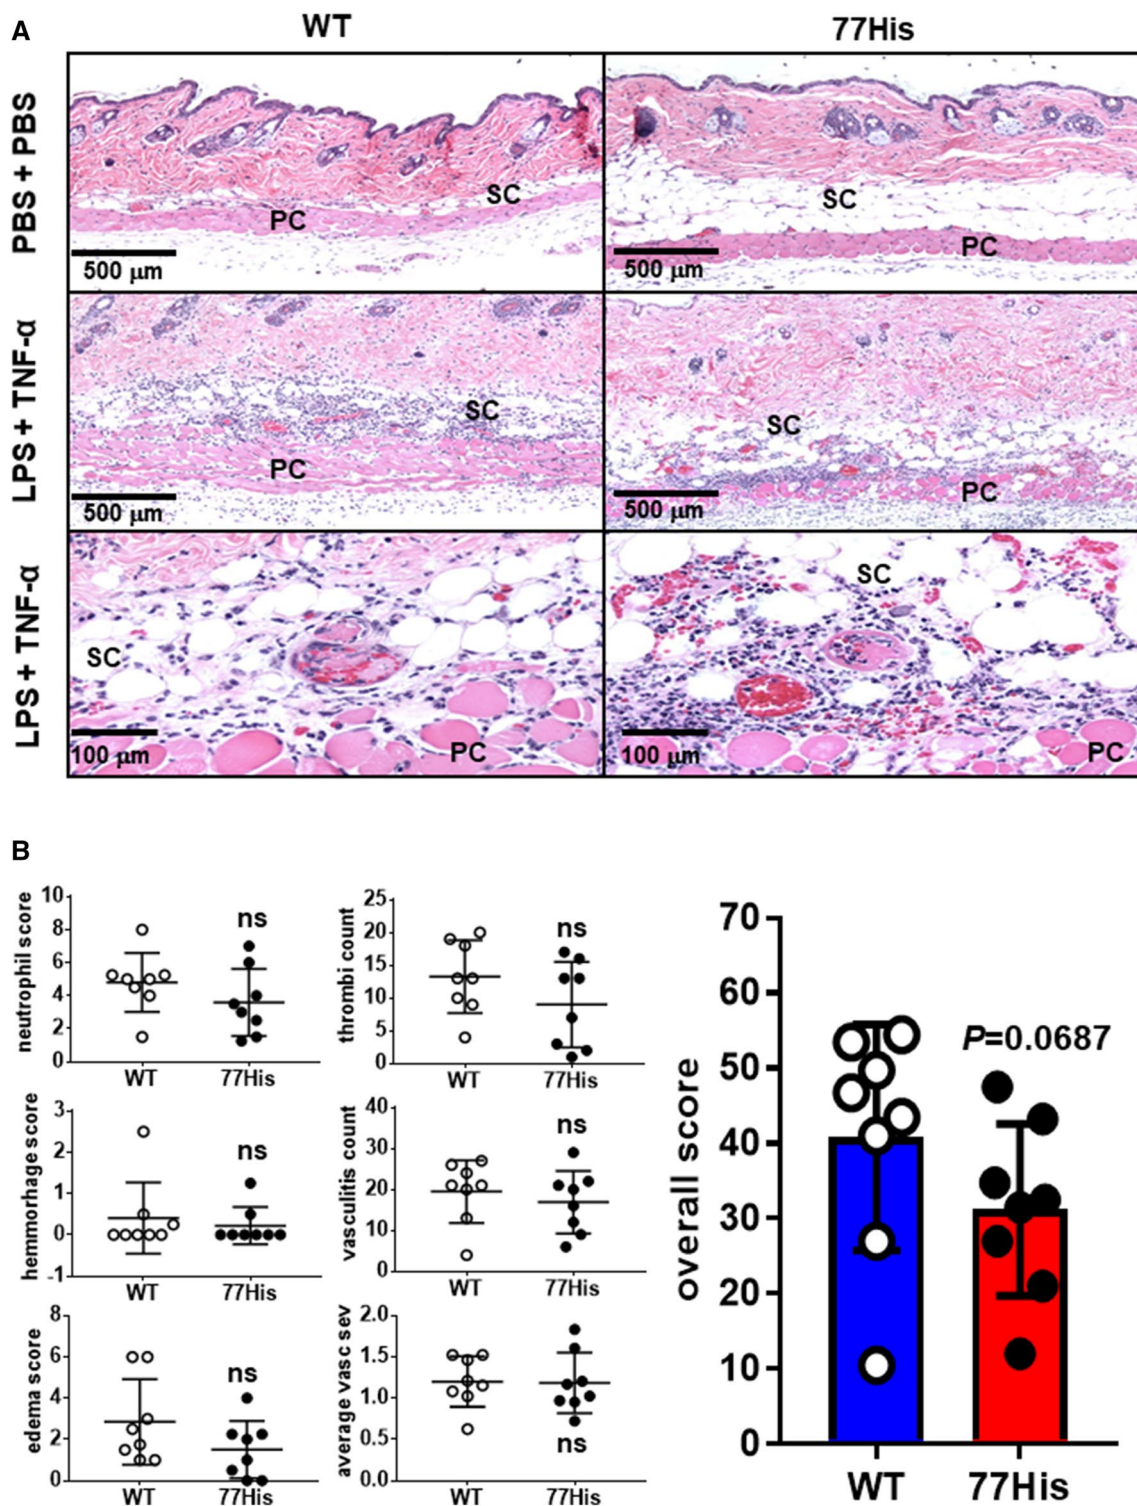 A
WT
77His
PBS + PBS
SC
PC
500 μm
SC
PC
500 μm
LPS + TNF-α
SC
PC
500 μm
SC
PC
500 μm
LPS + TNF-α
SC
PC
100 μm
SC
PC
100 μm
B
neutrophil score
10
8
6
4
2
0
ns
WT
77His
thrombi count
25
20
15
10
5
0
ns
WT
77His
hemmorhage score
3
2
1
0
-1
ns
WT
77His
vasculitis count
40
30
20
10
0
ns
WT
77His
edema score
8
6
4
2
0
ns
WT
77His
average vasc sev
2.0
1.5
1.0
0.5
0.0
ns
WT
77His
overall score
70
60
50
40
30
20
10
0
P=0.0687
WT
77His